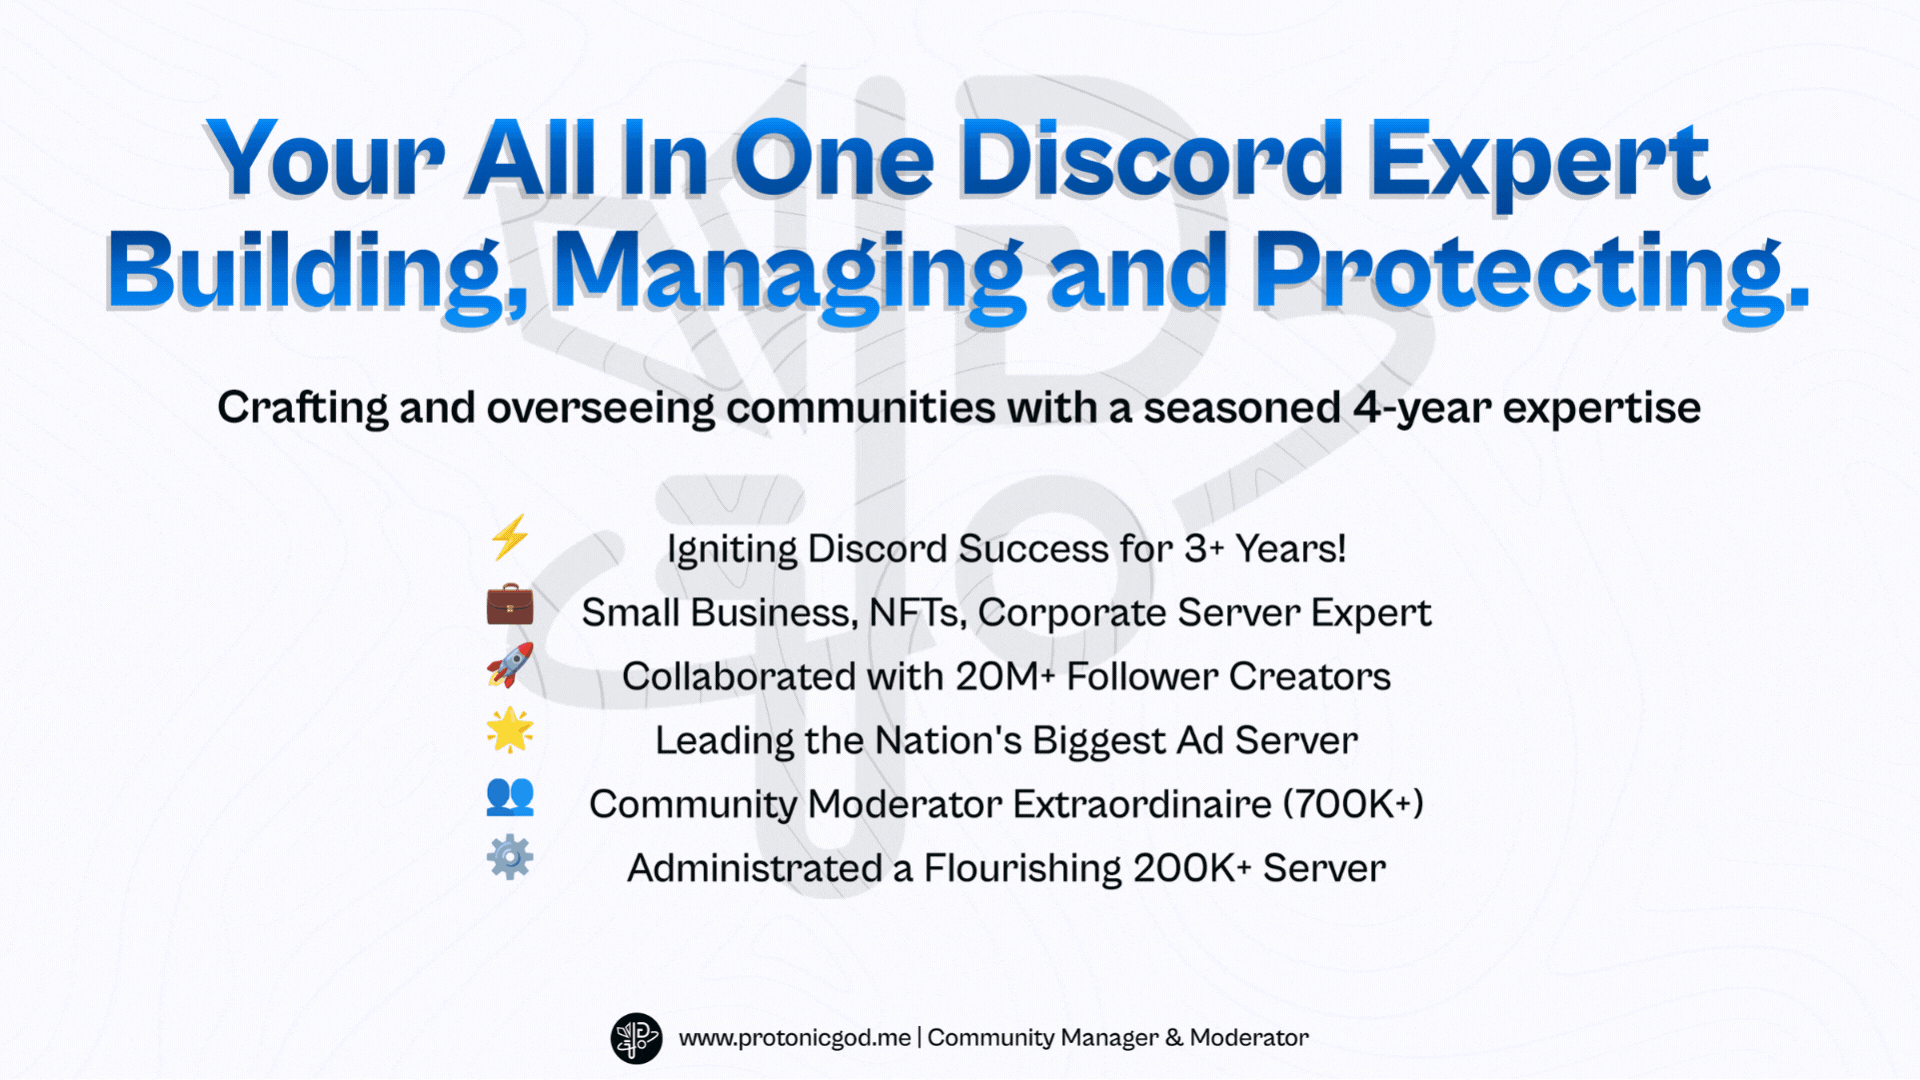 Your All In One Discord Expert
Building, Managing and Protecting.
Crafting and overseeing communities with a seasoned 4-year expertise
⚡ Igniting Discord Success for 3+ Years!
💼 Small Business, NFTs, Corporate Server Expert
🚀 Collaborated with 20M+ Follower Creators
🌟 Leading the Nation's Biggest Ad Server
👥 Community Moderator Extraordinaire (700K+)
⚙️ Administrated a Flourishing 200K+ Server
www.protonicgod.me | Community Manager & Moderator